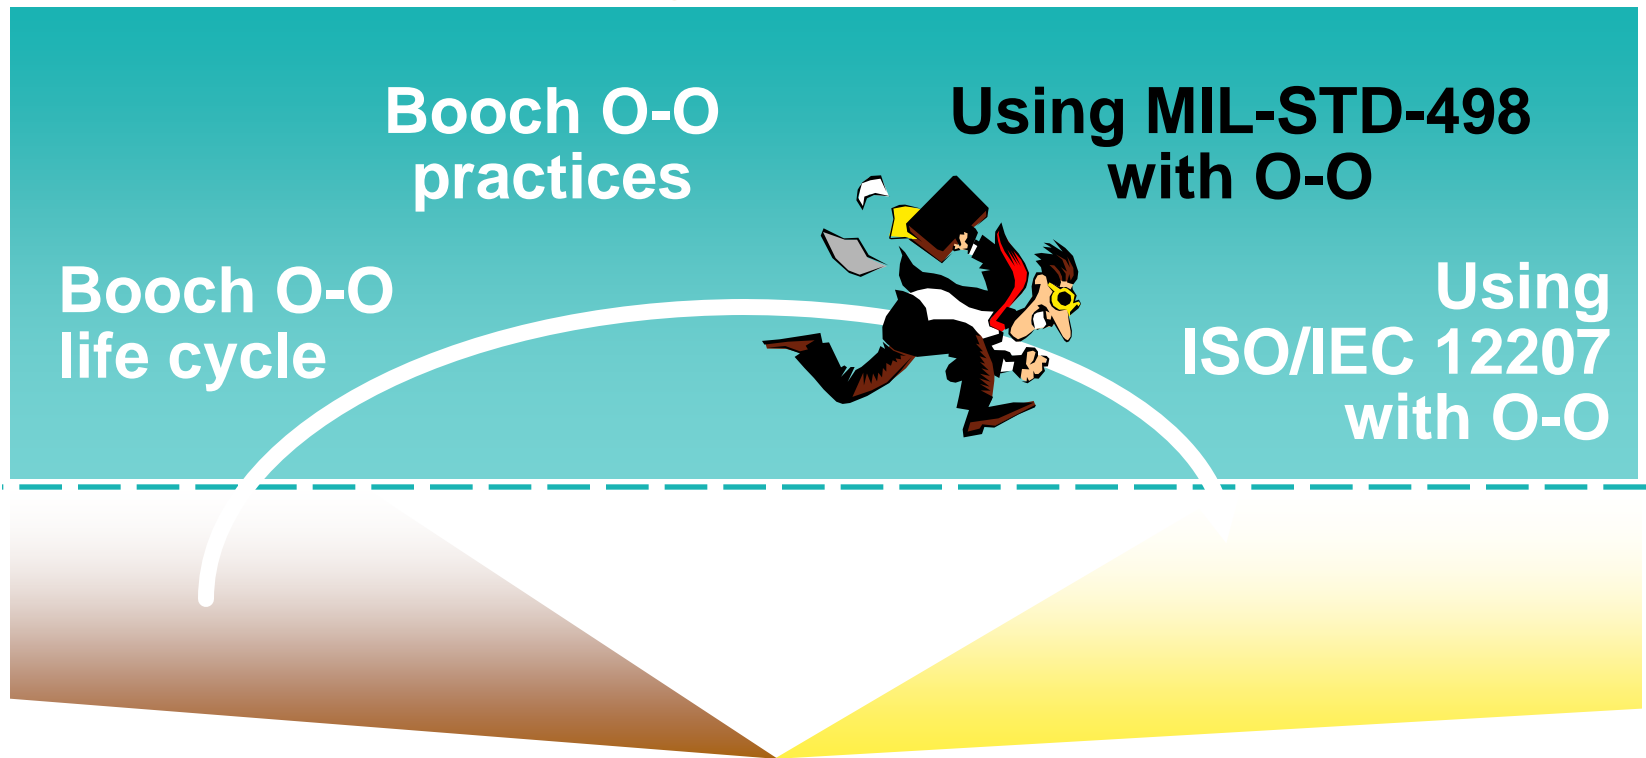 Booch O-O
life cycle
Booch O-O
practices
Using MIL-STD-498
with O-O
Using
ISO/IEC 12207
with O-O